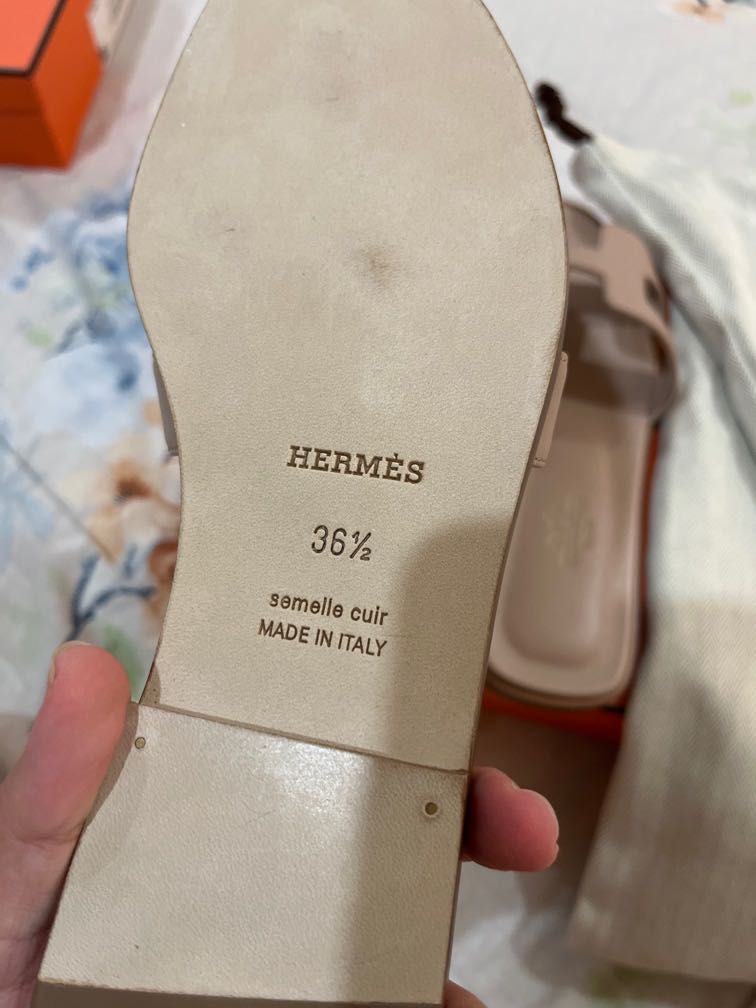 HERMÈS
36½
semelle cuir
MADE IN ITALY